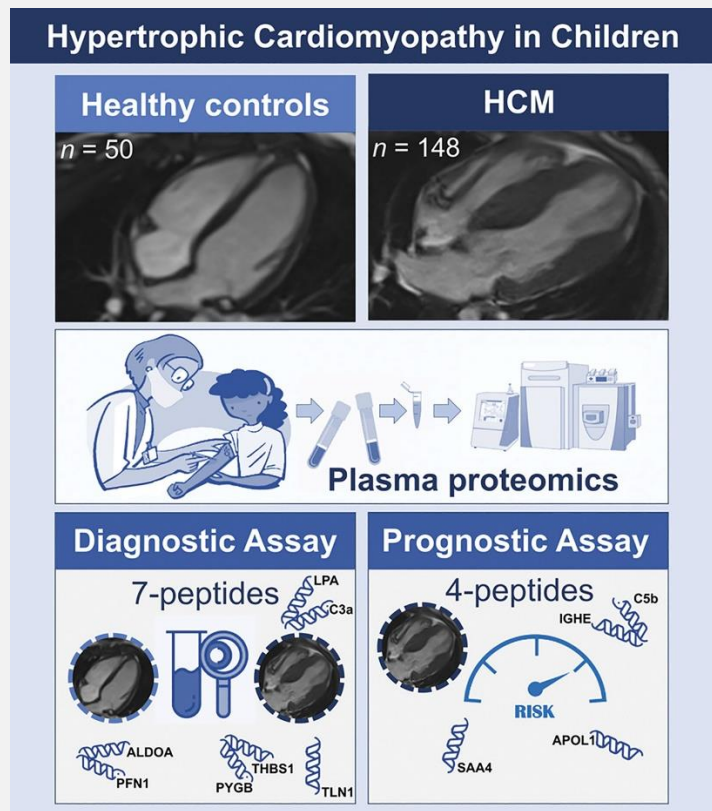 Hypertrophic Cardiomyopathy in Children
Healthy controls
n = 50
HCM
n = 148
Plasma proteomics
Diagnostic Assay
7-peptides
LPA
C3a
ALDOA
PFN1
THBS1
PYGB
TLN1
Prognostic Assay
4-peptides
C5b
IGHE
RISK
SAA4
APOL1